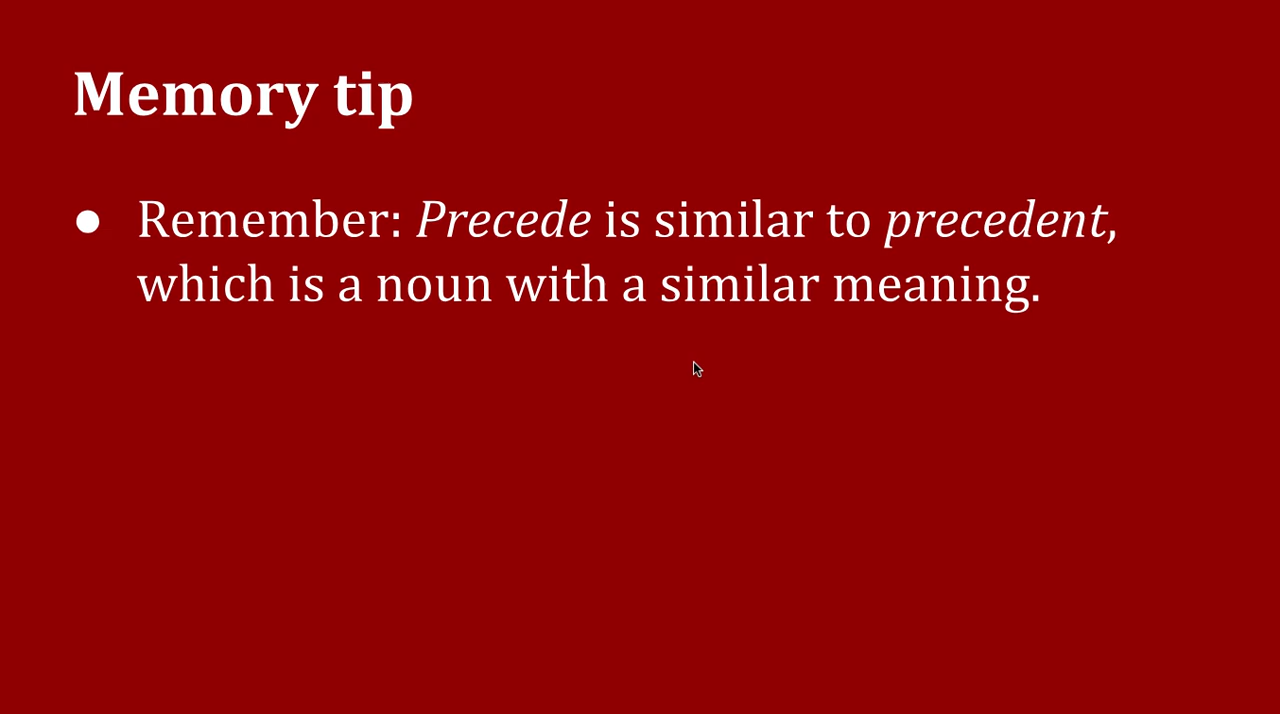 Memory tip
● Remember: Precede is similar to precedent,
which is a noun with a similar meaning.